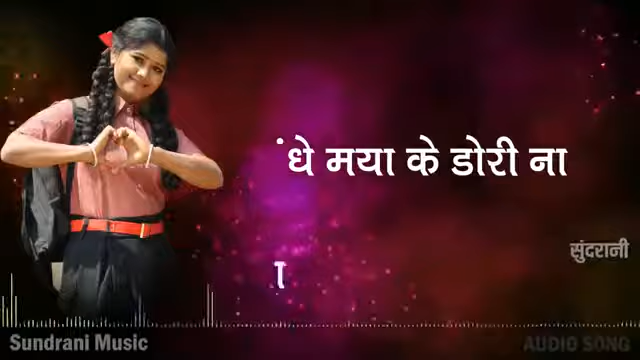 धे मया के डोरी ना
सुंदरानी
Sundrani Music
AUDIO SONG